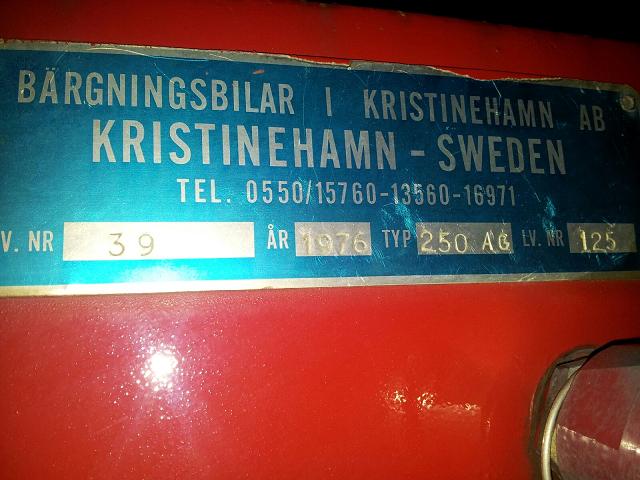 BÄRGNINGSBILAR I KRISTINEHAMN AB
KRISTINEHAMN - SWEDEN
TEL. 0550/15760-13560-16971
V. NR 39 ÅR 1976 TYP 250 AG LV. NR 125